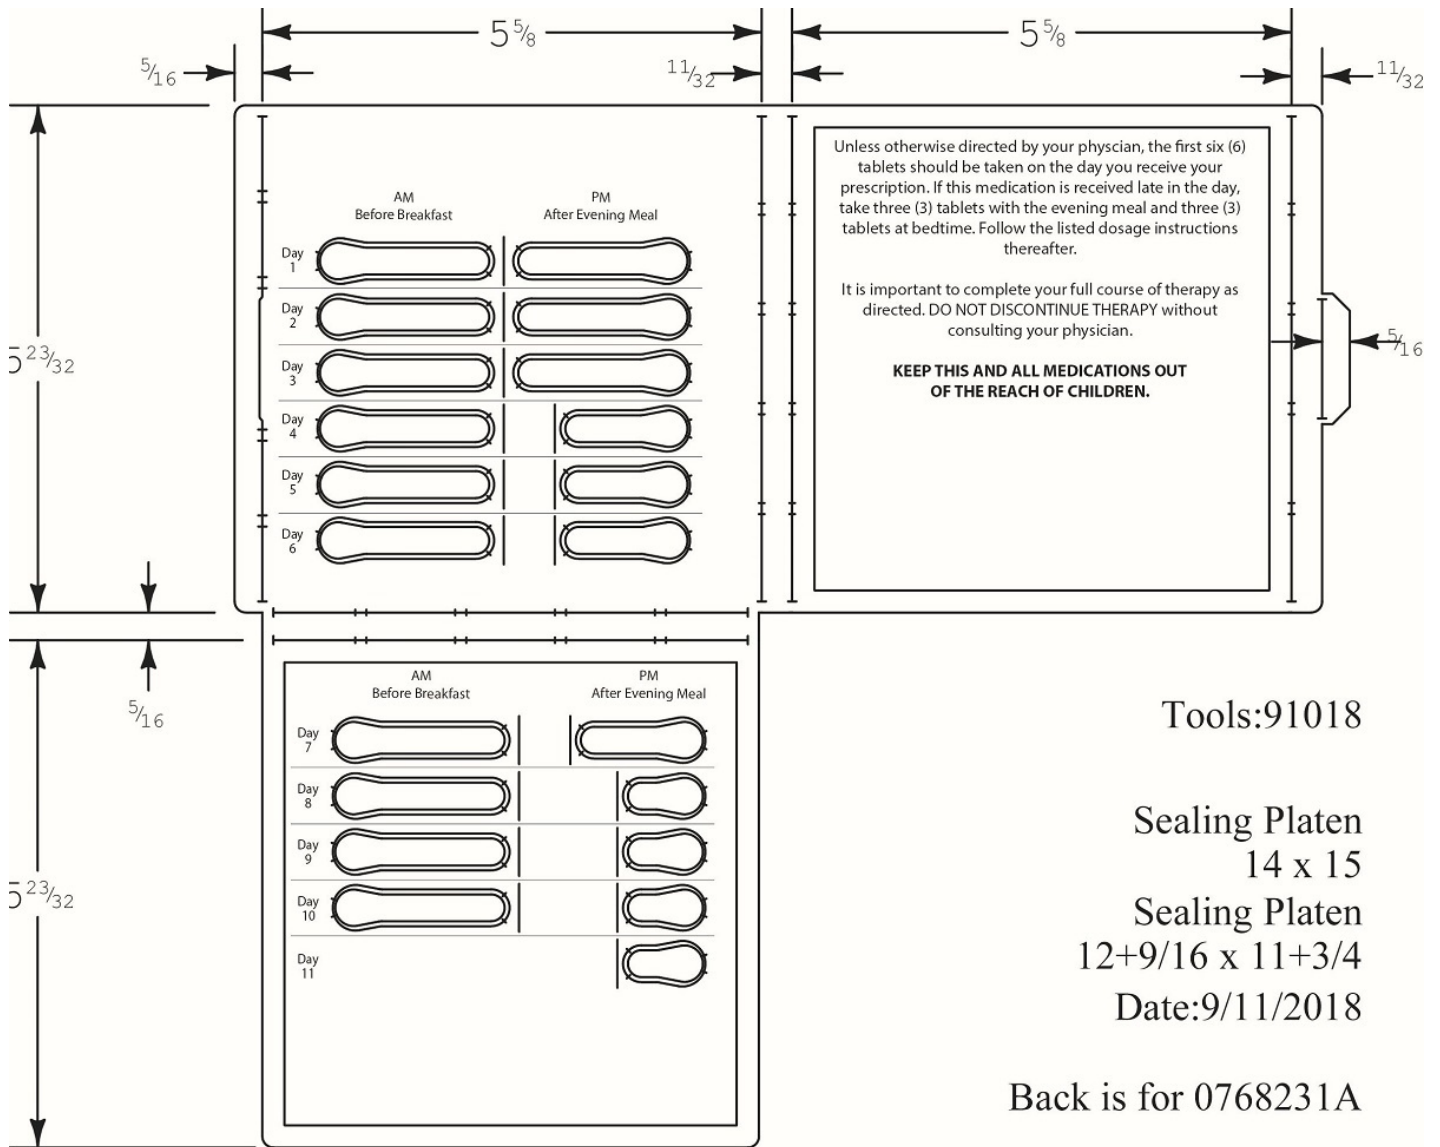 5 5/8
5 5/8
5/16
11/32
11/32
Unless otherwise directed by your physcian, the first six (6)
tablets should be taken on the day you receive your
prescription. If this medication is received late in the day,
take three (3) tablets with the evening meal and three (3)
tablets at bedtime. Follow the listed dosage instructions
thereafter.
It is important to complete your full course of therapy as
directed. DO NOT DISCONTINUE THERAPY without
consulting your physician.
KEEP THIS AND ALL MEDICATIONS OUT
OF THE REACH OF CHILDREN.
5/16
AM
Before Breakfast
PM
After Evening Meal
Day
1
Day
2
Day
3
Day
4
Day
5
Day
6
5 23/32
5/16
AM
Before Breakfast
PM
After Evening Meal
Day
7
Day
8
Day
9
Day
10
Day
11
5 23/32
Tools:91018
Sealing Platen
14 x 15
Sealing Platen
12+9/16 x 11+3/4
Date:9/11/2018
Back is for 0768231A